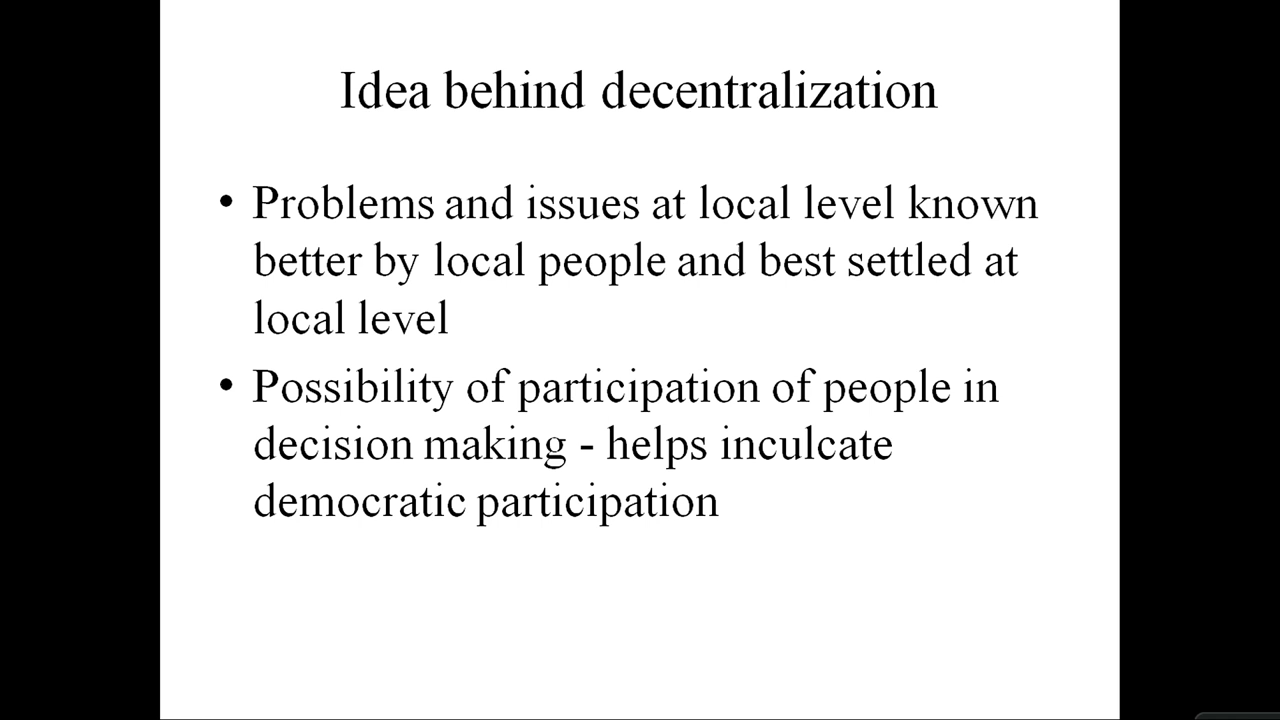 Idea behind decentralization
• Problems and issues at local level known
better by local people and best settled at
local level
• Possibility of participation of people in
decision making - helps inculcate
democratic participation